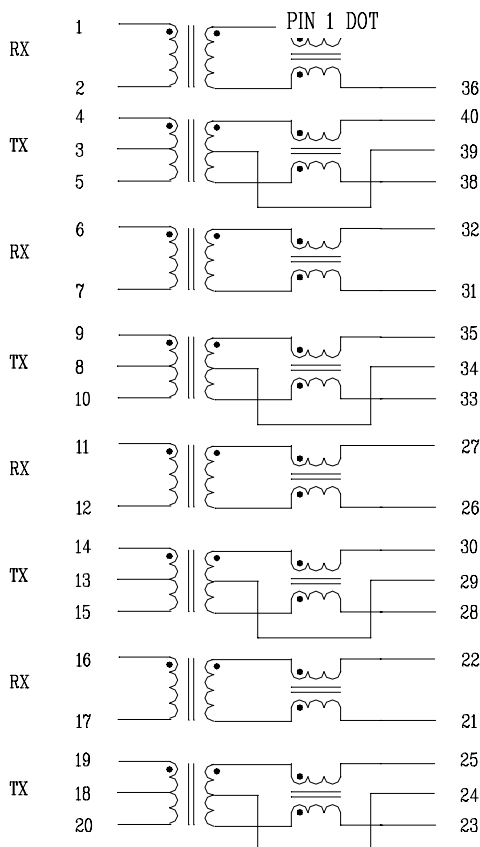 1 PIN 1 DOT
RX
2 36
4 40
TX 3 39
5 38
6 32
RX
7 31
9 35
TX 8 34
10 33
11 27
RX
12 26
14 30
TX 13 29
15 28
16 22
RX
17 21
19 25
TX 18 24
20 23